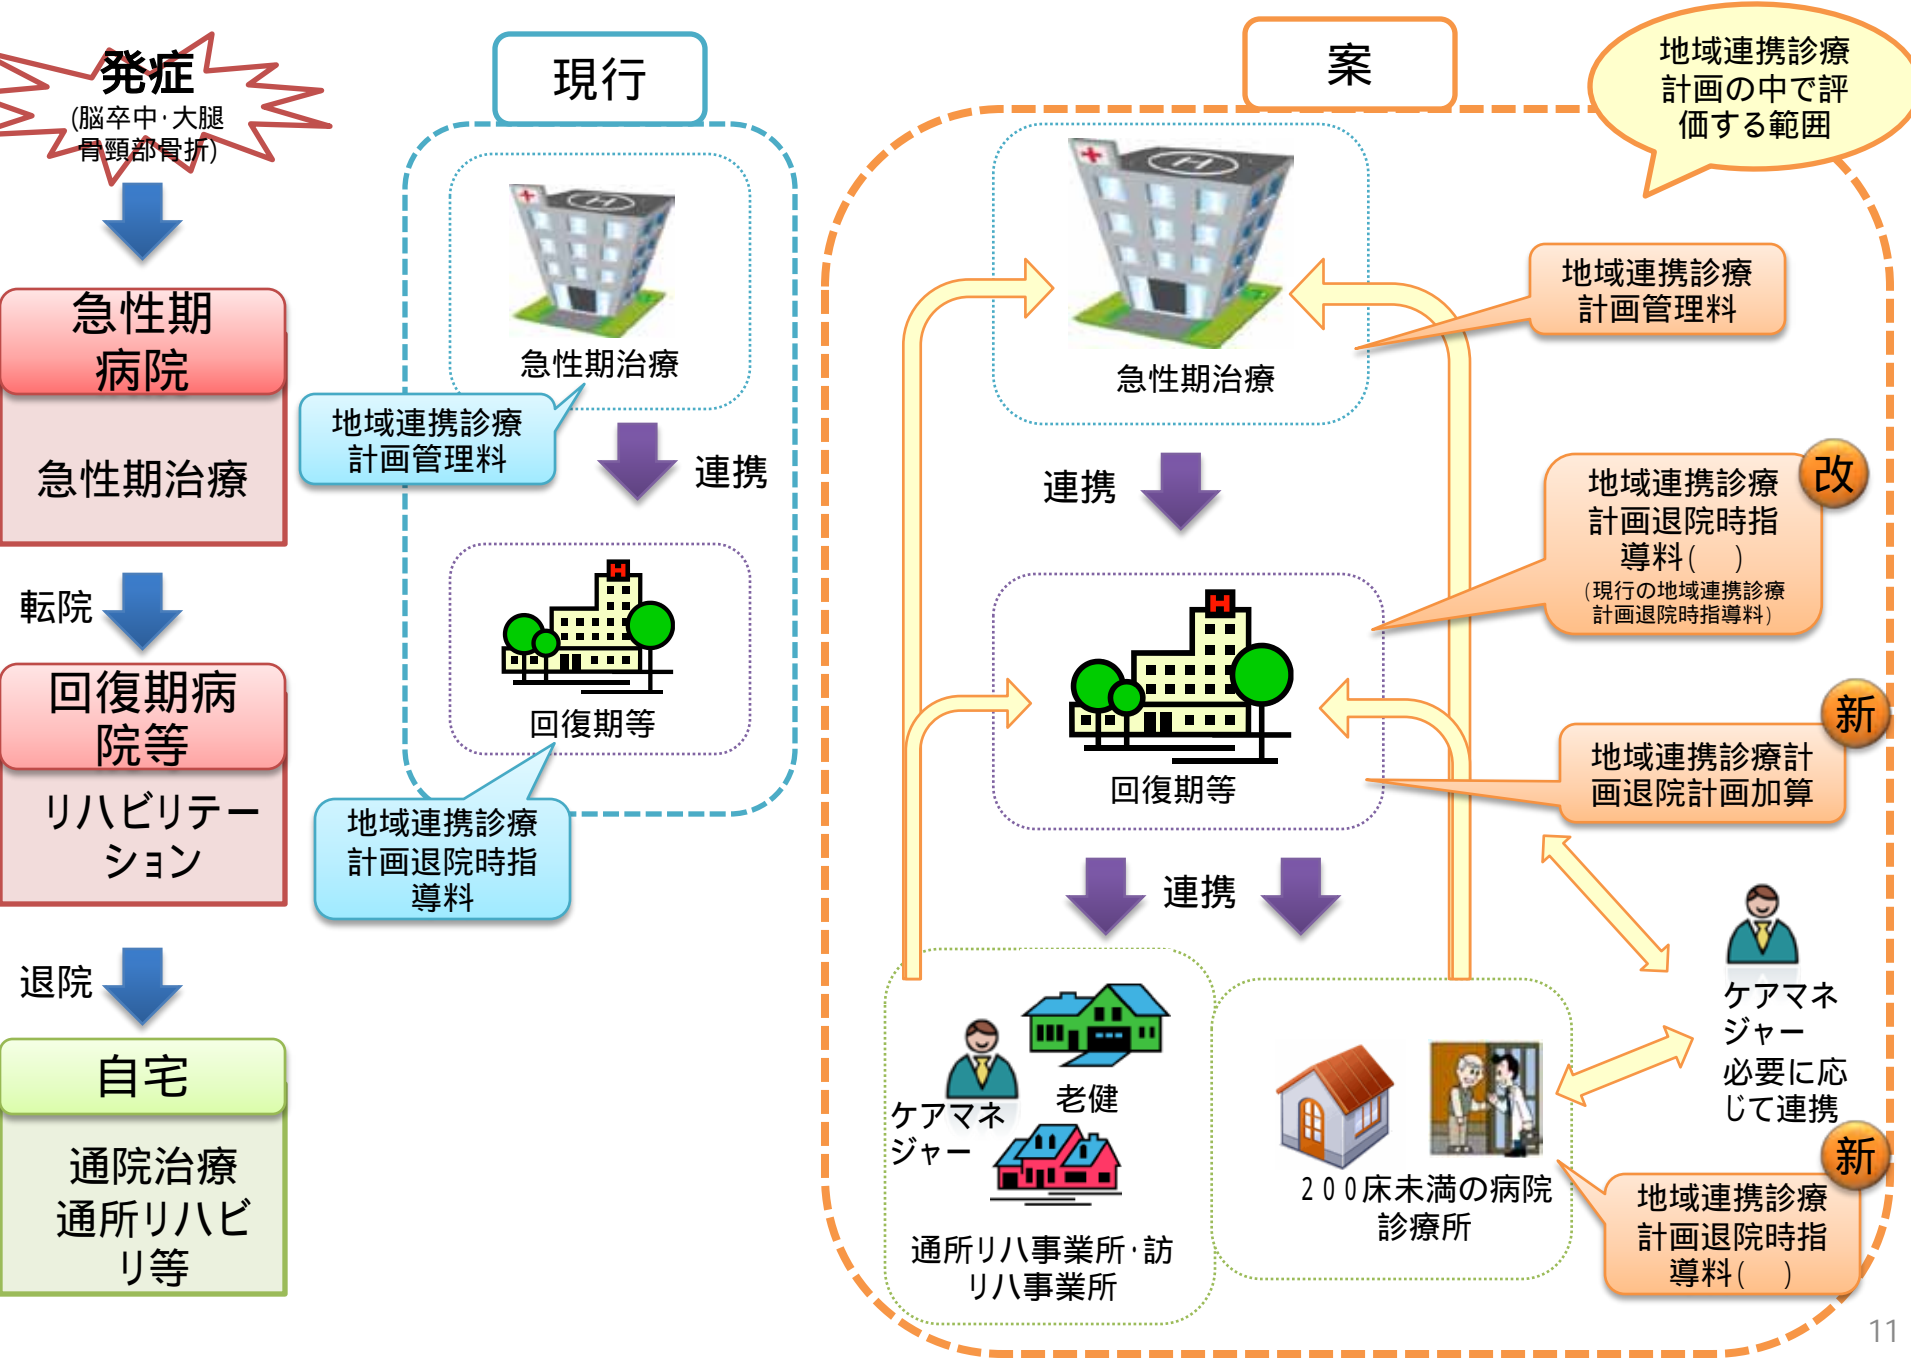 発症
(脳卒中・大腿
骨頸部骨折)
急性期
病院
急性期治療
転院
回復期病
院等
リハビリテー
ション
退院
自宅
通院治療
通所リハビ
リ等
現行
急性期治療
地域連携診療
計画管理料
連携
回復期等
地域連携診療
計画退院時指
導料
案
地域連携診療
計画の中で評
価する範囲
急性期治療
地域連携診療
計画管理料
連携
改
地域連携診療
計画退院時指
導料( )
(現行の地域連携診療
計画退院時指導料)
回復期等
新
地域連携診療計
画退院計画加算
連携
ケアマネ
ジャー
老健
通所リハ事業所・訪
リハ事業所
200床未満の病院
診療所
ケアマネ
ジャー
必要に応
じて連携
新
地域連携診療
計画退院時指
導料( )
11